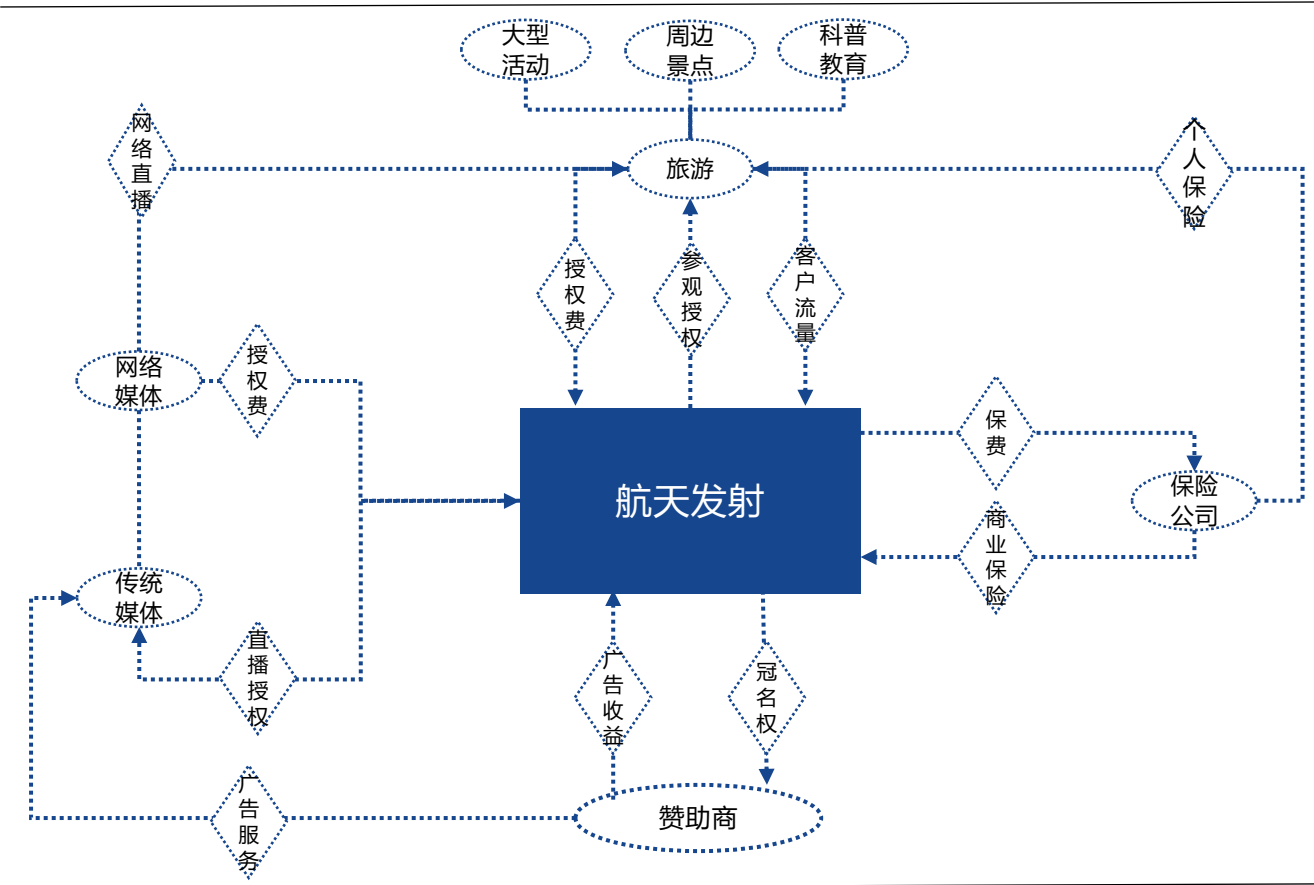 大型
活动
周边
景点
科普
教育
网
络
直
播
旅游
个
人
保
险
授
权
费
参
观
授
权
客
户
流
量
网络
媒体
授
权
费
保
费
航天发射
保险
公司
商
业
保
险
传统
媒体
直
播
授
权
广
告
收
益
冠
名
权
广
告
服
务
赞助商